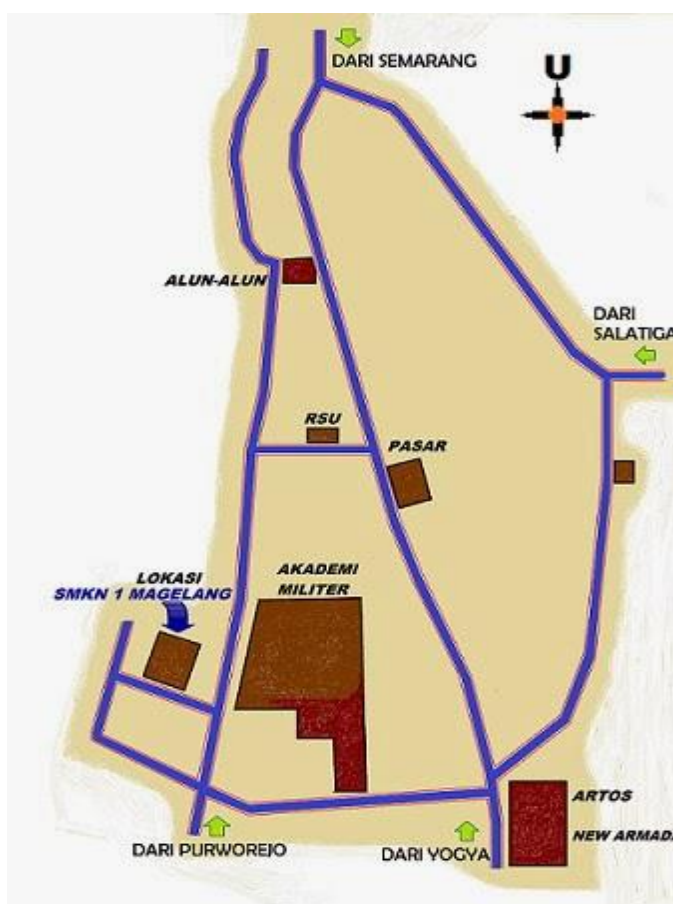 DARI SEMARANG
U
ALUN-ALUN
DARI
SALATIGA
RSU
PASAR
LOKASI
SMKN 1 MAGELANG
AKADEMI
MILITER
ARTOS
NEW ARMADA
DARI PURWOREJO
DARI YOGYA